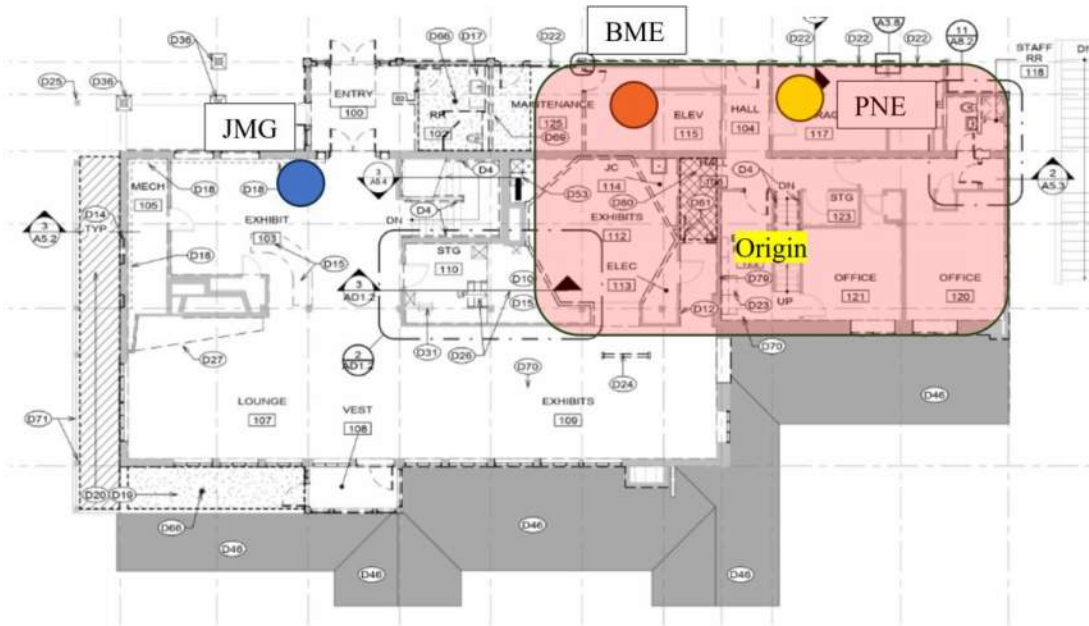 BME
PNE
JMG
Origin
D36
D25
D36
D66
D17
D22
D22
D22
D22
A3.8
11
A8.2
STAFF
RR
118
ENTRY
100
RR
102
MAINTENANCE
125
D69
ELEV
115
HALL
104
117
MECH
105
D18
D18
D14
TYP
3
A5.2
EXHIBIT
103
D18
D15
3
A5.4
D4
D4
DN
D53
JC
114
D80
EXHIBITS
112
D81
D4
DN
STG
123
2
A5.3
STG
110
D10
D15
3
AD1.2
ELEC
113
D79
D23
UP
D12
OFFICE
121
OFFICE
120
D31
D26
D70
D70
D24
D27
2
AD1.2
D46
LOUNGE
107
VEST
108
EXHIBITS
109
D71
D20
D19
D66
D46
D46
D46
D46